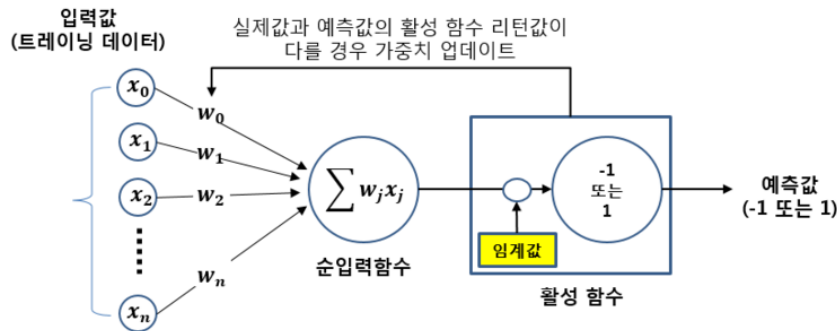 입력값
(트레이닝 데이터)
실제값과 예측값의 활성 함수 리턴값이
다를 경우 가중치 업데이트
x₀
w₀
x₁
w₁
x₂
w₂
xₙ
wₙ
∑ wⱼxⱼ
순입력함수
임계값
-1
또는
1
활성 함수
예측값
(-1 또는 1)